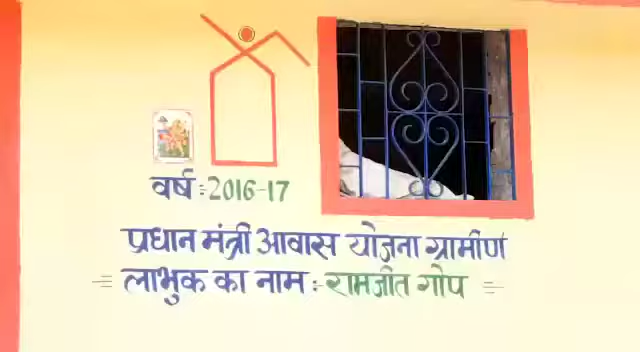 वर्ष :2016-17
प्रधान मंत्री आवास योजना ग्रामीण
लाभुक का नाम :- रामजीत गोप